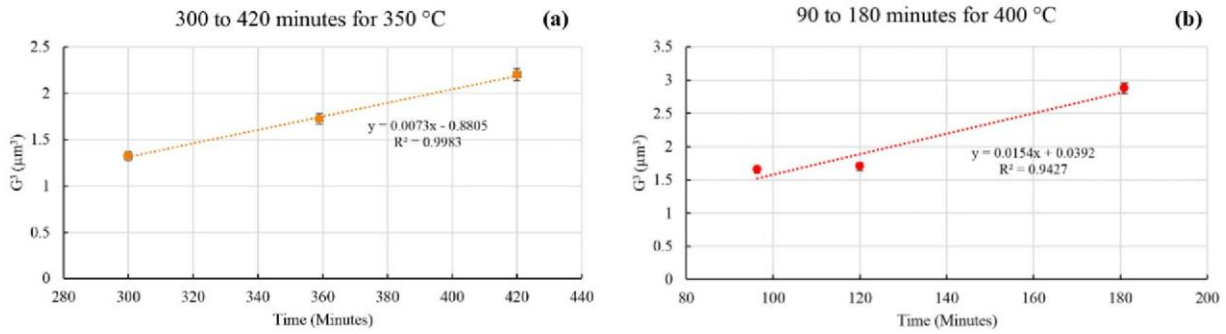 300 to 420 minutes for 350 °C (a)
2.5
2
1.5
1
0.5
0
G³ (µm³)
y = 0.0073x - 0.8805
R² = 0.9983
280 300 320 340 360 380 400 420 440
Time (Minutes)
90 to 180 minutes for 400 °C (b)
3.5
3
2.5
2
1.5
1
0.5
0
G³ (µm³)
y = 0.0154x + 0.0392
R² = 0.9427
80 100 120 140 160 180 200
Time (Minutes)